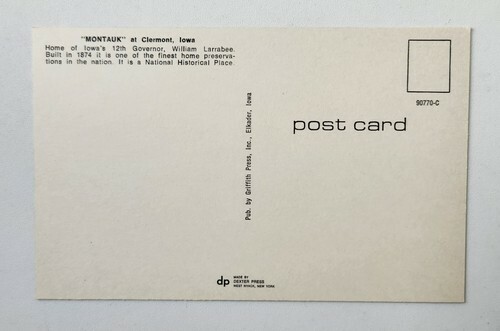 "MONTAUK" at Clermont, Iowa
Home of Iowa's 12th Governor, William Larrabee.
Built in 1874 it is one of the finest home preserva-
tions in the nation. It is a National Historical Place.
90770-C
Pub. by Griffith Press, Inc., Elkader, Iowa
post card
dp
MADE BY
DEXTER PRESS
WEST NYACK, NEW YORK